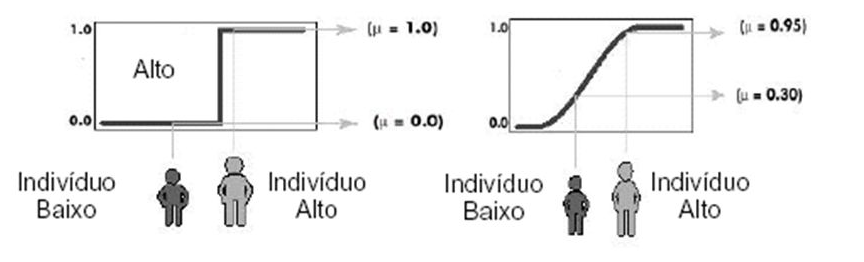 1.0
(μ = 1.0)
Alto
0.0
(μ = 0.0)
Indivíduo
Baixo
Indivíduo
Alto
1.0
(μ = 0.95)
(μ = 0.30)
0.0
Indivíduo
Baixo
Indivíduo
Alto